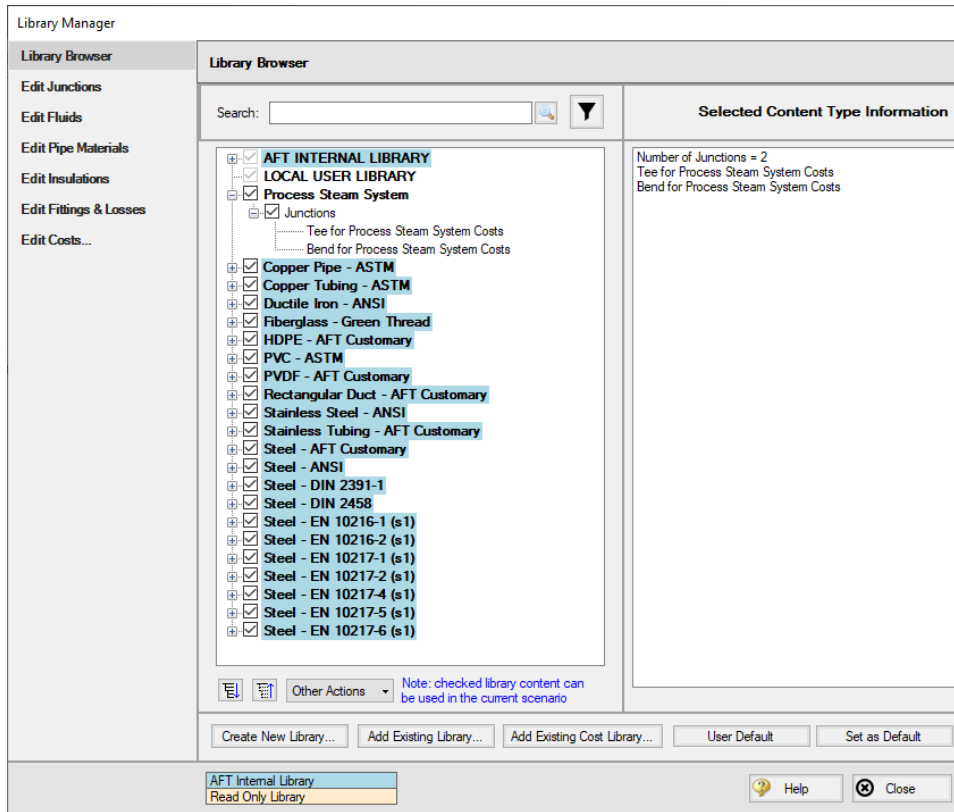 Library Manager
Library Browser
Edit Junctions
Edit Fluids
Edit Pipe Materials
Edit Insulations
Edit Fittings & Losses
Edit Costs...
Library Browser
Search:
Selected Content Type Information
AFT INTERNAL LIBRARY
LOCAL USER LIBRARY
Process Steam System
Junctions
Tee for Process Steam System Costs
Bend for Process Steam System Costs
Copper Pipe - ASTM
Copper Tubing - ASTM
Ductile Iron - ANSI
Fiberglass - Green Thread
HDPE - AFT Customary
PVC - ASTM
PVDF - AFT Customary
Rectangular Duct - AFT Customary
Stainless Steel - ANSI
Stainless Tubing - AFT Customary
Steel - AFT Customary
Steel - ANSI
Steel - DIN 2391-1
Steel - DIN 2458
Steel - EN 10216-1 (s1)
Steel - EN 10216-2 (s1)
Steel - EN 10217-1 (s1)
Steel - EN 10217-2 (s1)
Steel - EN 10217-4 (s1)
Steel - EN 10217-5 (s1)
Steel - EN 10217-6 (s1)
Number of Junctions = 2
Tee for Process Steam System Costs
Bend for Process Steam System Costs
Other Actions
Note: checked library content can
be used in the current scenario
Create New Library...
Add Existing Library...
Add Existing Cost Library...
User Default
Set as Default
AFT Internal Library
Read Only Library
Help
Close